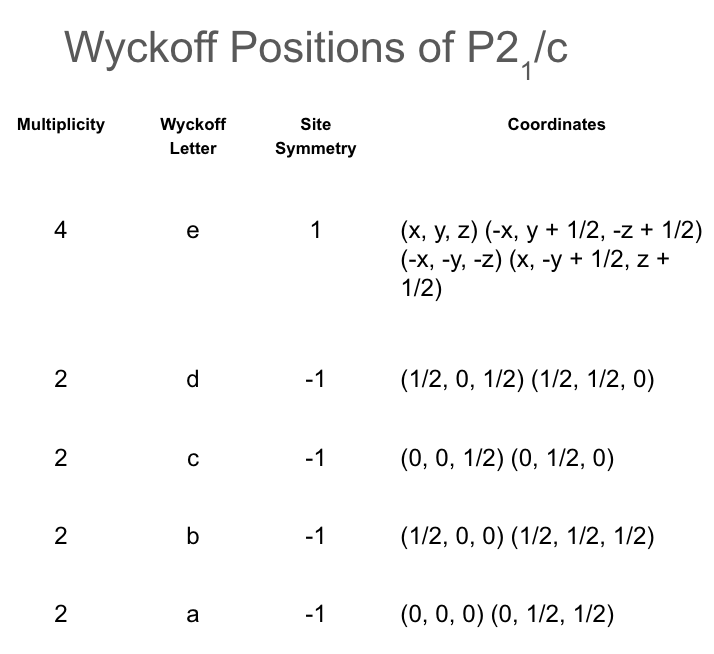 Wyckoff Positions of P2₁/c
Multiplicity Wyckoff Letter Site Symmetry Coordinates
4 e 1 (x, y, z) (-x, y + 1/2, -z + 1/2)
(-x, -y, -z) (x, -y + 1/2, z +
1/2)
2 d -1 (1/2, 0, 1/2) (1/2, 1/2, 0)
2 c -1 (0, 0, 1/2) (0, 1/2, 0)
2 b -1 (1/2, 0, 0) (1/2, 1/2, 1/2)
2 a -1 (0, 0, 0) (0, 1/2, 1/2)